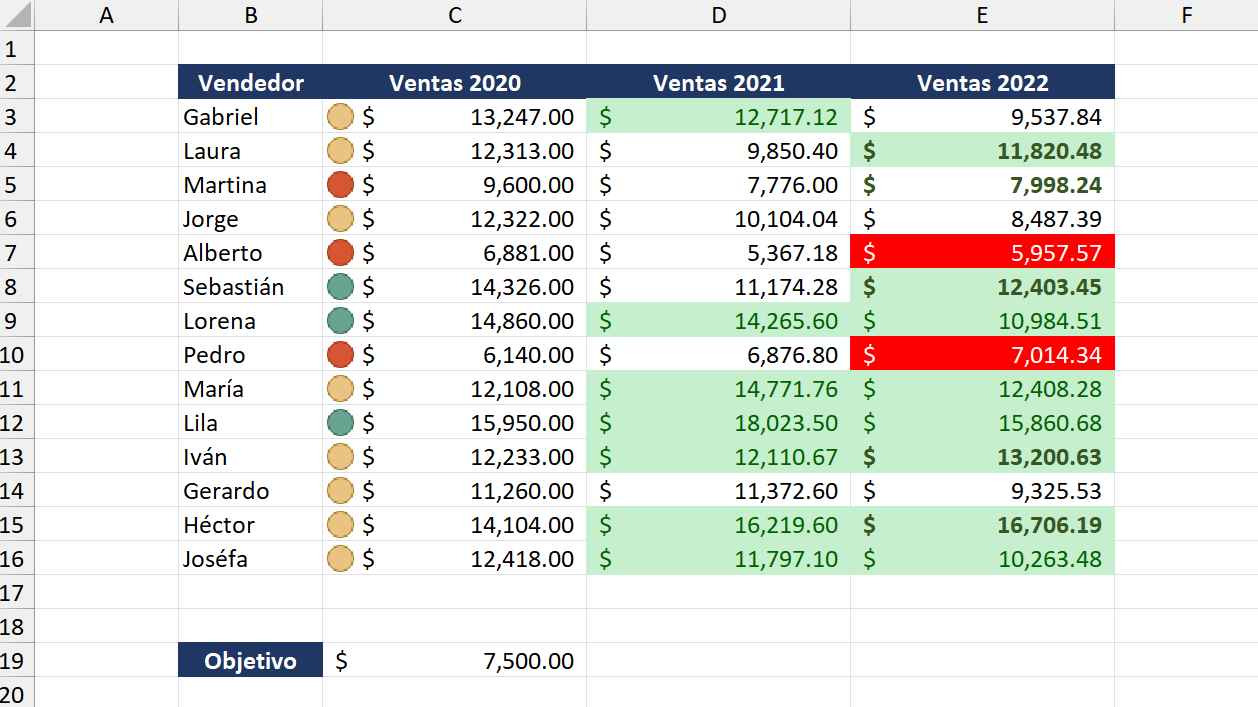 A B C D E F
1
2 Vendedor Ventas 2020 Ventas 2021 Ventas 2022
3 Gabriel $ 13,247.00 $ 12,717.12 $ 9,537.84
4 Laura $ 12,313.00 $ 9,850.40 $ 11,820.48
5 Martina $ 9,600.00 $ 7,776.00 $ 7,998.24
6 Jorge $ 12,322.00 $ 10,104.04 $ 8,487.39
7 Alberto $ 6,881.00 $ 5,367.18 $ 5,957.57
8 Sebastián $ 14,326.00 $ 11,174.28 $ 12,403.45
9 Lorena $ 14,860.00 $ 14,265.60 $ 10,984.51
10 Pedro $ 6,140.00 $ 6,876.80 $ 7,014.34
11 María $ 12,108.00 $ 14,771.76 $ 12,408.28
12 Lila $ 15,950.00 $ 18,023.50 $ 15,860.68
13 Iván $ 12,233.00 $ 12,110.67 $ 13,200.63
14 Gerardo $ 11,260.00 $ 11,372.60 $ 9,325.53
15 Héctor $ 14,104.00 $ 16,219.60 $ 16,706.19
16 Joséfa $ 12,418.00 $ 11,797.10 $ 10,263.48
17
18
19 Objetivo $ 7,500.00
20